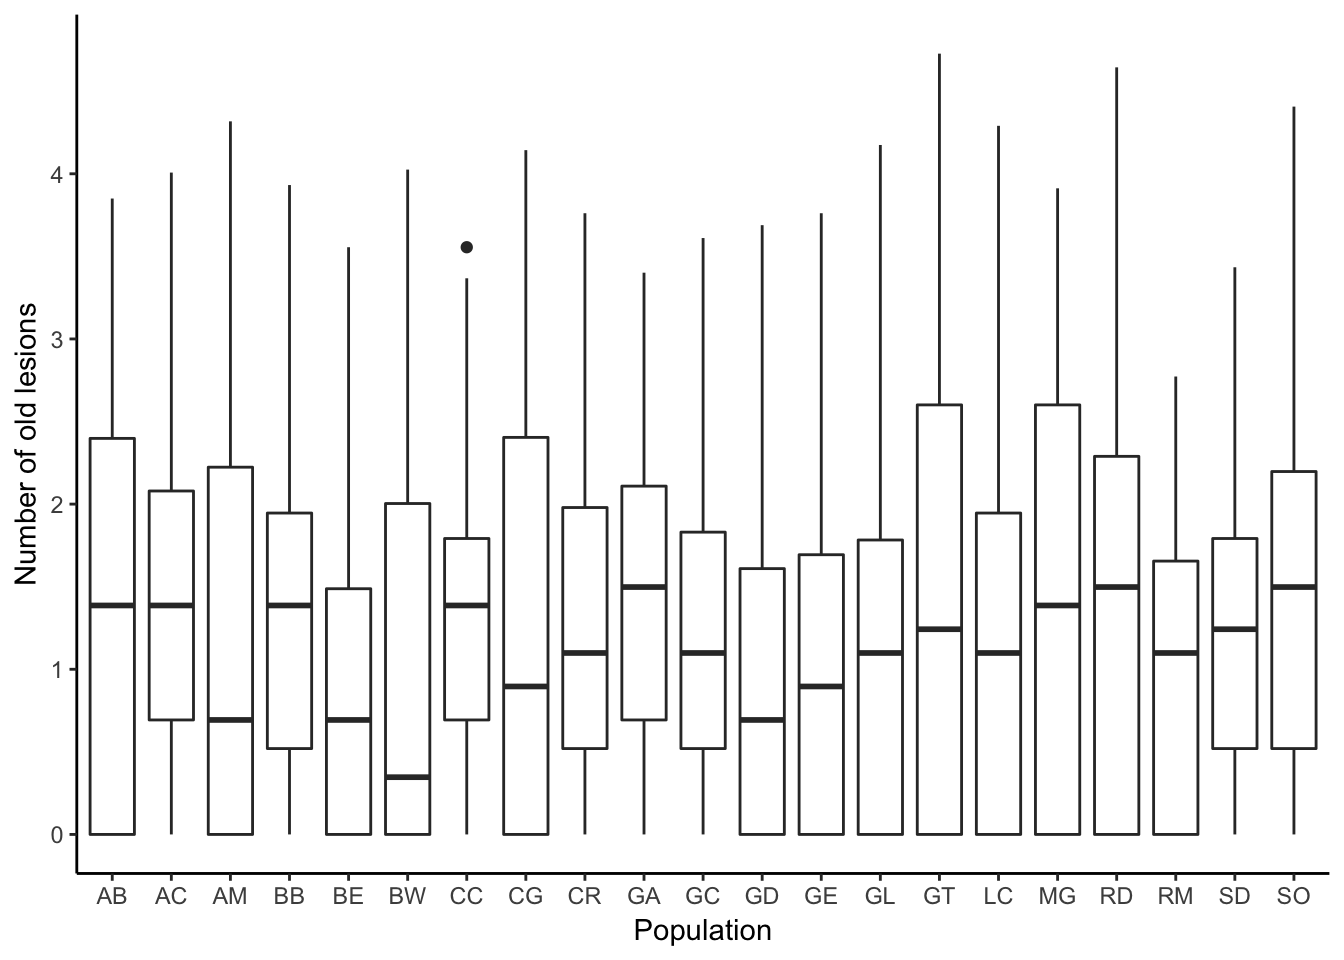 Number of old lesions
4
3
2
1
0
AB AC AM BB BE BW CC CG CR GA GC GD GE GL GT LC MG RD RM SD SO
Population